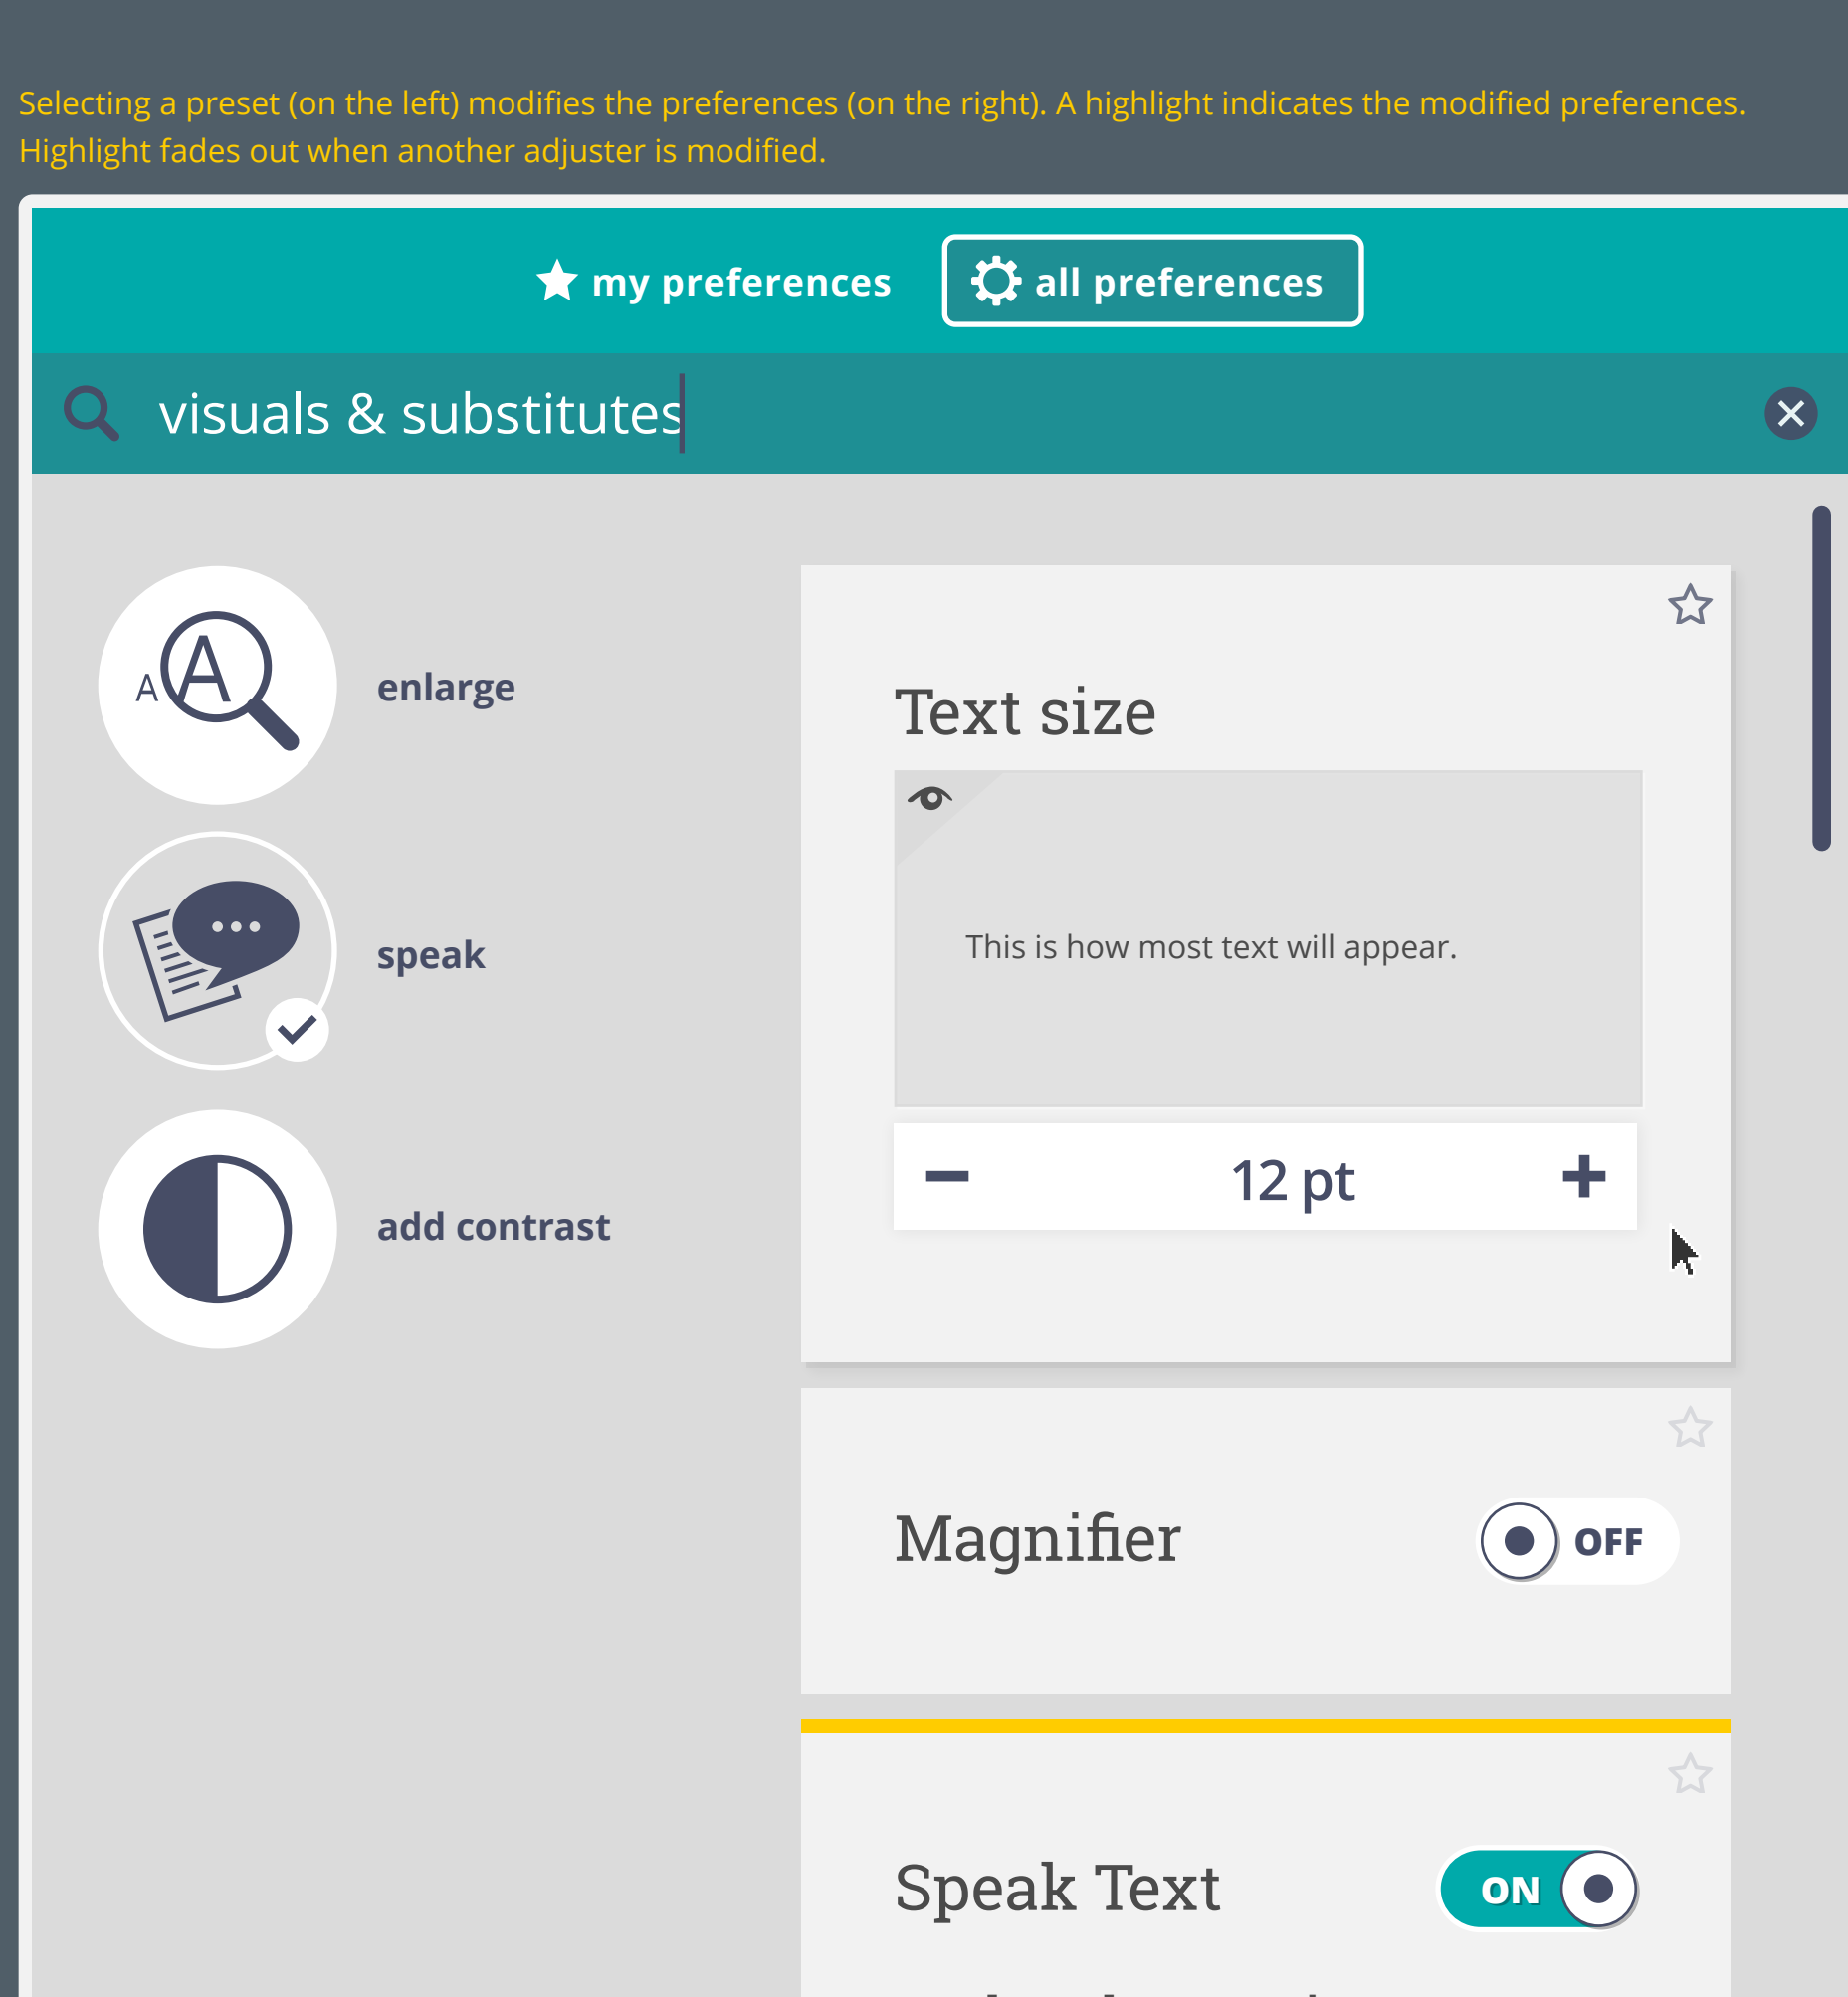 Selecting a preset (on the left) modifies the preferences (on the right). A highlight indicates the modified preferences.
Highlight fades out when another adjuster is modified.
my preferences
all preferences
visuals & substitutes
A A
enlarge
speak
add contrast
Text size
This is how most text will appear.
12 pt
Magnifier
OFF
Speak Text
ON